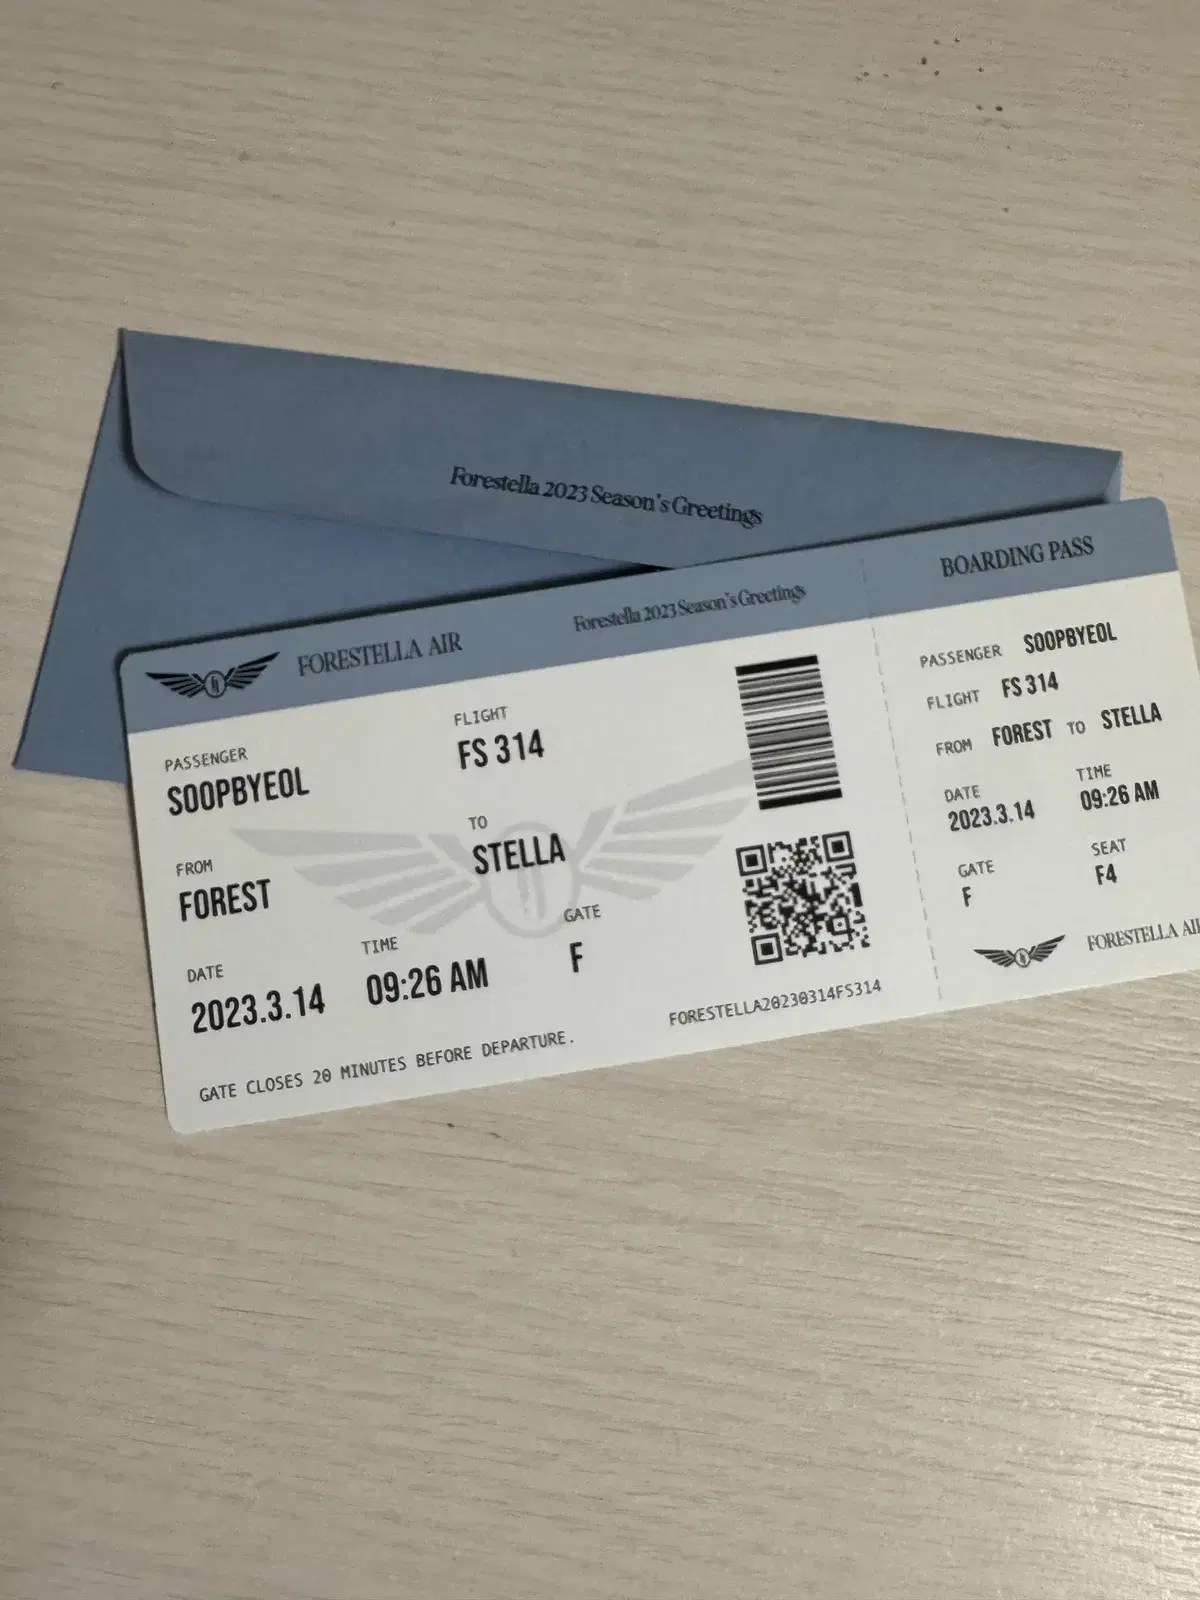 Forestella 2023 Season's Greetings
FORESTELLA AIR
Forestella 2023 Season's Greetings
BOARDING PASS
PASSENGER
SOOPBYEOL
FLIGHT
FS 314
FROM
FOREST
TO
STELLA
DATE
2023.3.14
TIME
09:26 AM
GATE
F
GATE CLOSES 20 MINUTES BEFORE DEPARTURE.
FORESTELLA20230314FS314
PASSENGER SOOPBYEOL
FLIGHT FS 314
FROM FOREST TO STELLA
DATE
2023.3.14
TIME
09:26 AM
GATE
F
SEAT
F4
FORESTELLA AI